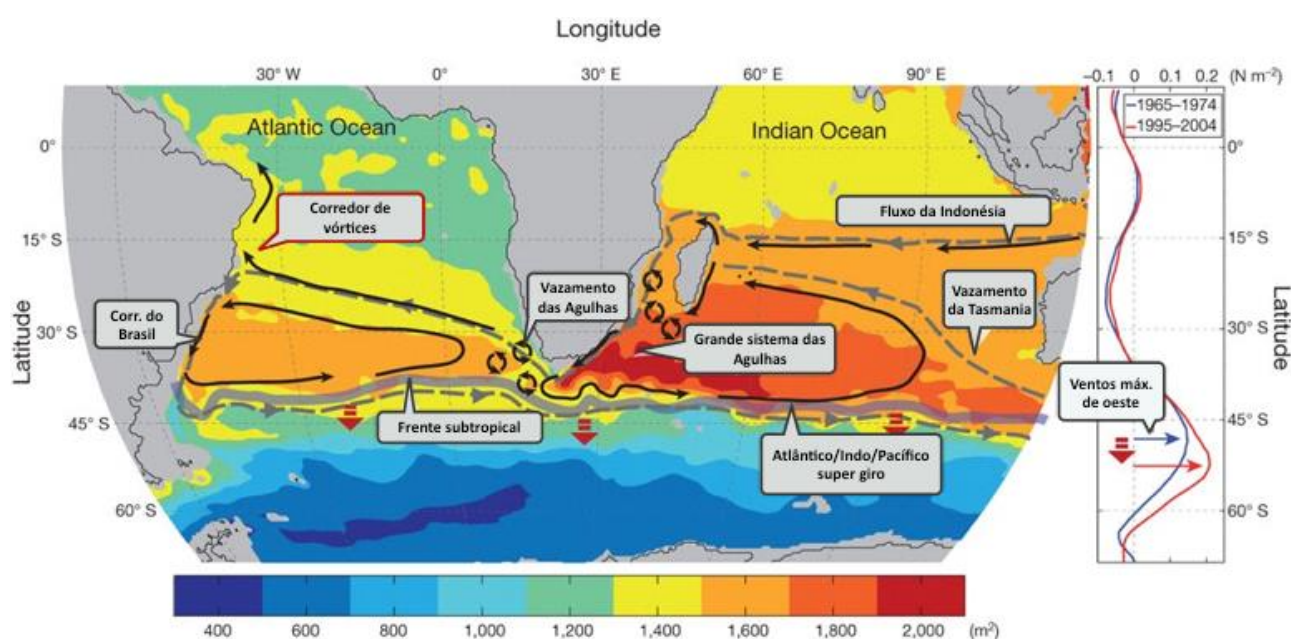 Longitude
30° W
0°
30° E
60° E
90° E
−0.1
0
0.1
0.2
(N m⁻²)
1965–1974
1995–2004
Atlantic Ocean
Indian Ocean
0°
0°
Corredor de
vórtices
Fluxo da Indonésia
15° S
15° S
Vazamento
das Agulhas
Vazamento
da Tasmania
Corr. do
Brasil
Latitude
Latitude
30° S
30° S
Grande sistema das
Agulhas
Ventos máx.
de oeste
Frente subtropical
45° S
45° S
Atlântico/Indo/Pacífico
super giro
60° S
60° S
400
600
800
1,000
1,200
1,400
1,600
1,800
2,000
(m²)